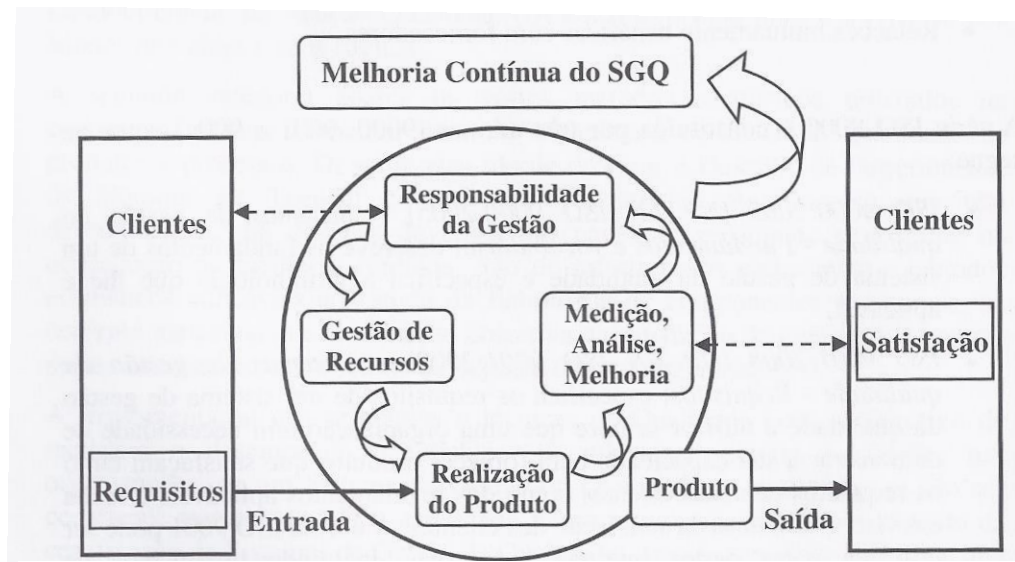 Melhoria Contínua do SGQ
Responsabilidade
da Gestão
Clientes
Clientes
Gestão de
Recursos
Medição,
Análise,
Melhoria
Satisfação
Requisitos
Entrada
Realização
do Produto
Produto
Saída